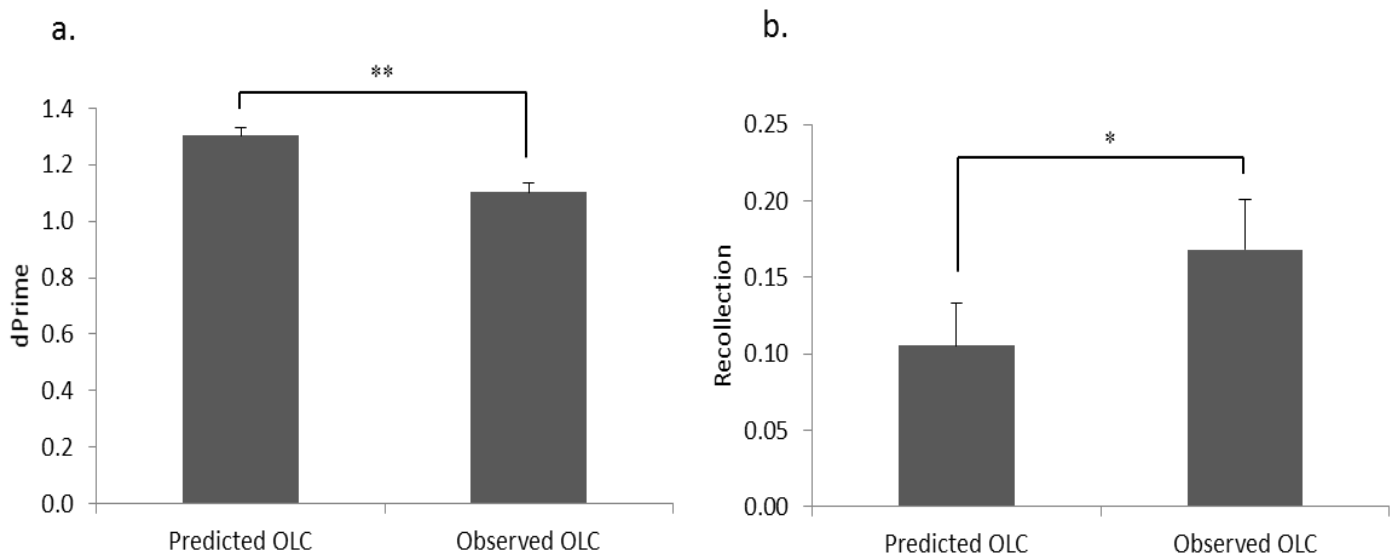 a.
**
1.4
1.2
1.0
0.8
0.6
0.4
0.2
0.0
dPrime
Predicted OLC
Observed OLC
b.
*
0.25
0.20
0.15
0.10
0.05
0.00
Recollection
Predicted OLC
Observed OLC